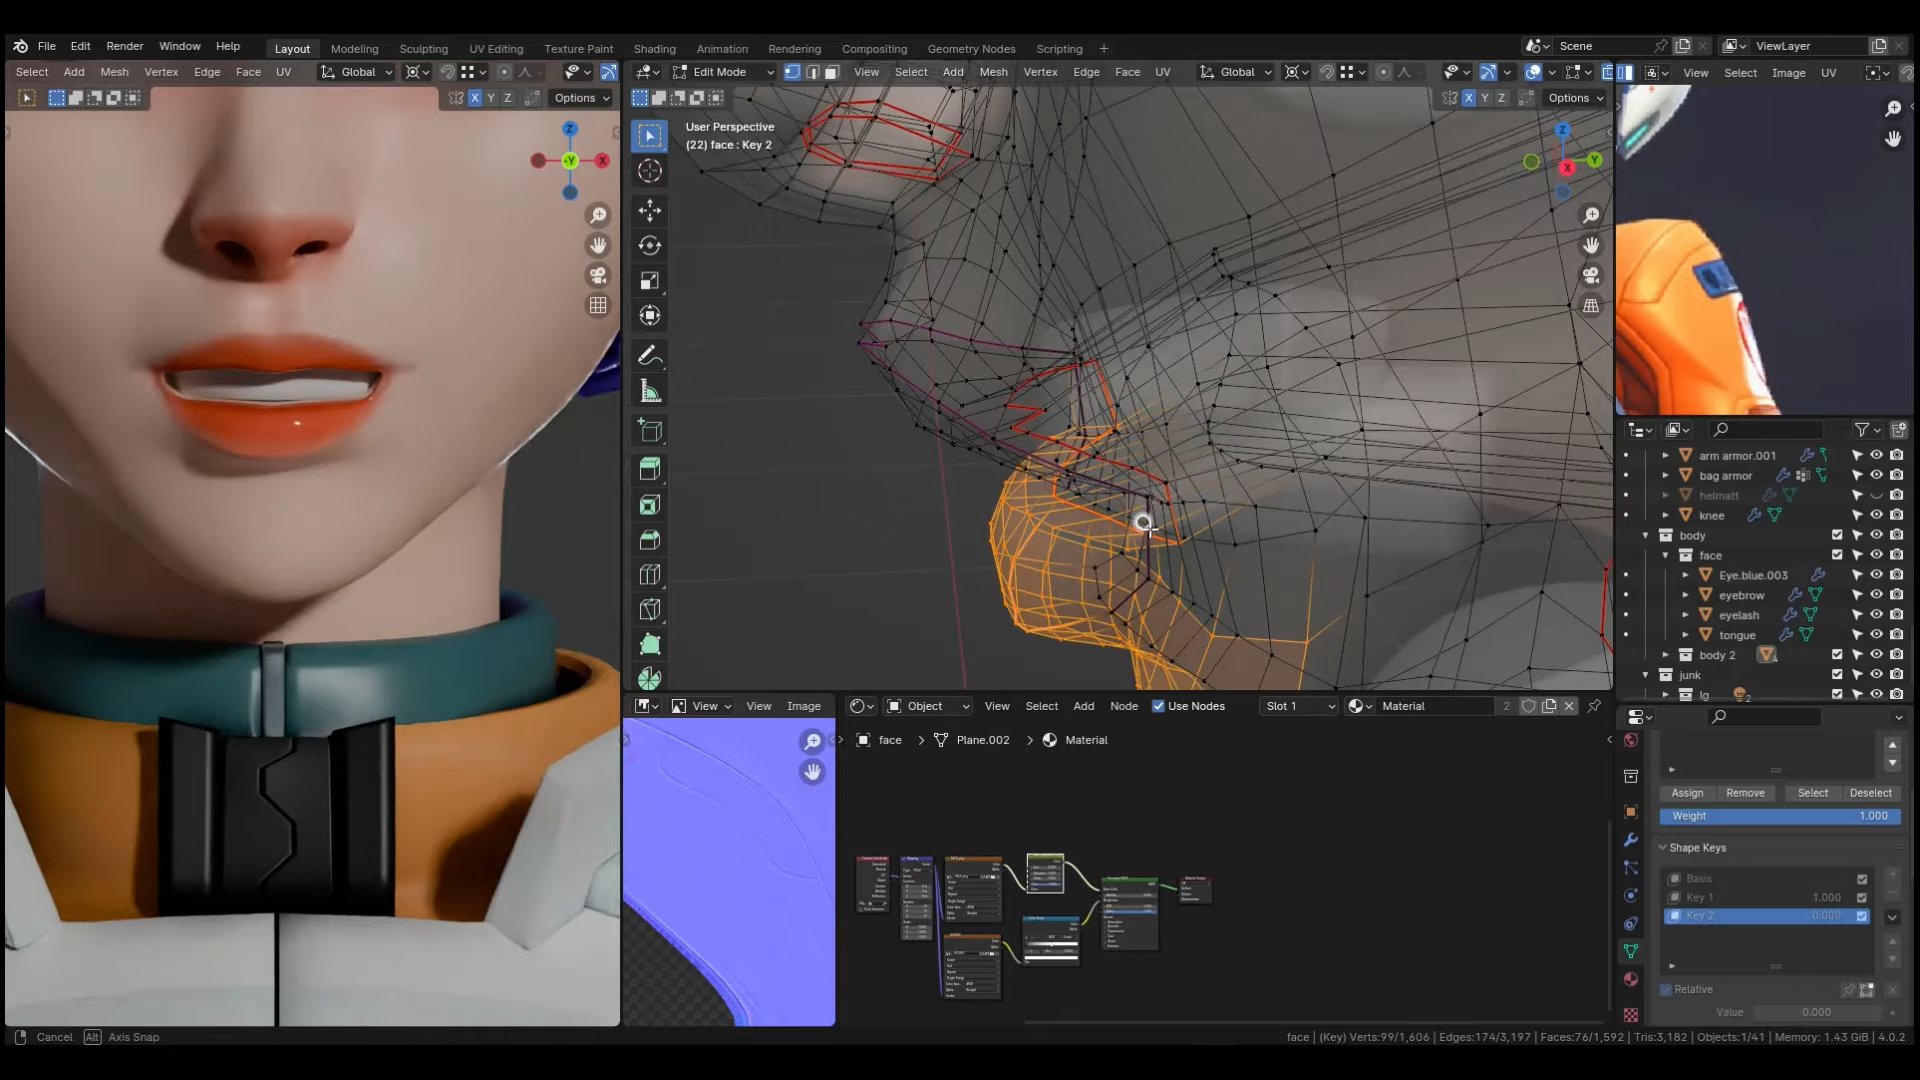 File Edit Render Window Help Layout Modeling Sculpting UV Editing Texture Paint Shading Animation Rendering Compositing Geometry Nodes Scripting + Scene ViewLayer
Select Add Mesh Vertex Edge Face UV Global
Edit Mode View Select Add Mesh Vertex Edge Face UV Global
View Select Image UV
X Y Z Options
X Y Z Options
User Perspective
(22) face : Key 2
Z
-Y X
Z
X Y
arm armor.001
bag armor
helmatt
knee
body
face
Eye.blue.003
eyebrow
eyelash
tongue
body 2
junk
lg
View View Image
Object View Select Add Node Use Nodes Slot 1 Material 2
face > Plane.002 > Material
Assign Remove Select Deselect
Weight 1.000
Shape Keys
Basis
Key 1 1.000
Key 2 0.000
Relative
Value 0.000
Cancel Alt Axis Snap
face | (Key) Verts:99/1,606 | Edges:174/3,197 | Faces:76/1,592 | Tris:3,182 | Objects:1/41 | Memory: 1.43 GiB | 4.0.2